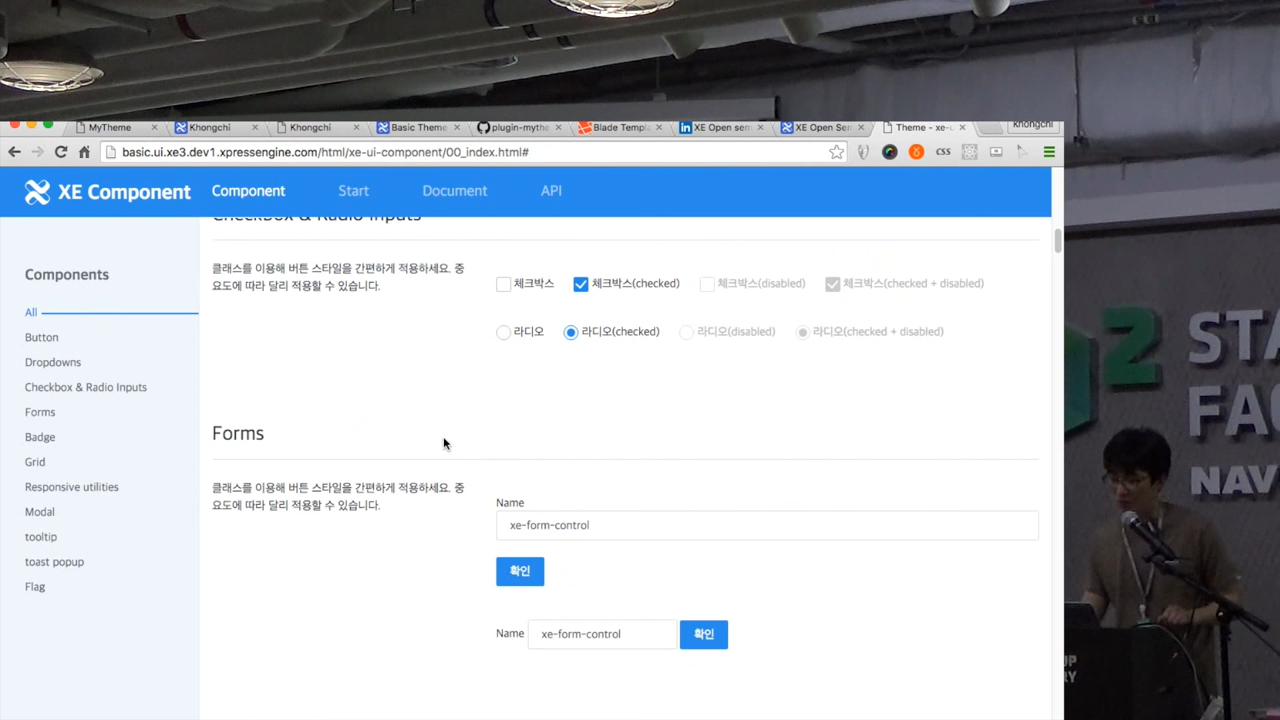 MyTheme
Khongchi
Khongchi
Basic Theme
plugin-mythe
Blade Templa
XE Open sem
XE Open Sem
Theme - xe-u
Khongchi
basic.ui.xe3.dev1.xpressengine.com/html/xe-ui-component/00_index.html#
CSS
XE Component
Component
Start
Document
API
Checkbox & Radio Inputs
Components
All
Button
Dropdowns
Checkbox & Radio Inputs
Forms
Badge
Grid
Responsive utilities
Modal
tooltip
toast popup
Flag
클래스를 이용해 버튼 스타일을 간편하게 적용하세요. 중
요도에 따라 달리 적용할 수 있습니다.
체크박스 체크박스(checked) 체크박스(disabled) 체크박스(checked + disabled)
라디오 라디오(checked) 라디오(disabled) 라디오(checked + disabled)
Forms
클래스를 이용해 버튼 스타일을 간편하게 적용하세요. 중
요도에 따라 달리 적용할 수 있습니다.
Name
xe-form-control
확인
Name xe-form-control 확인
2
STA
FAC
NAV
UP
RY